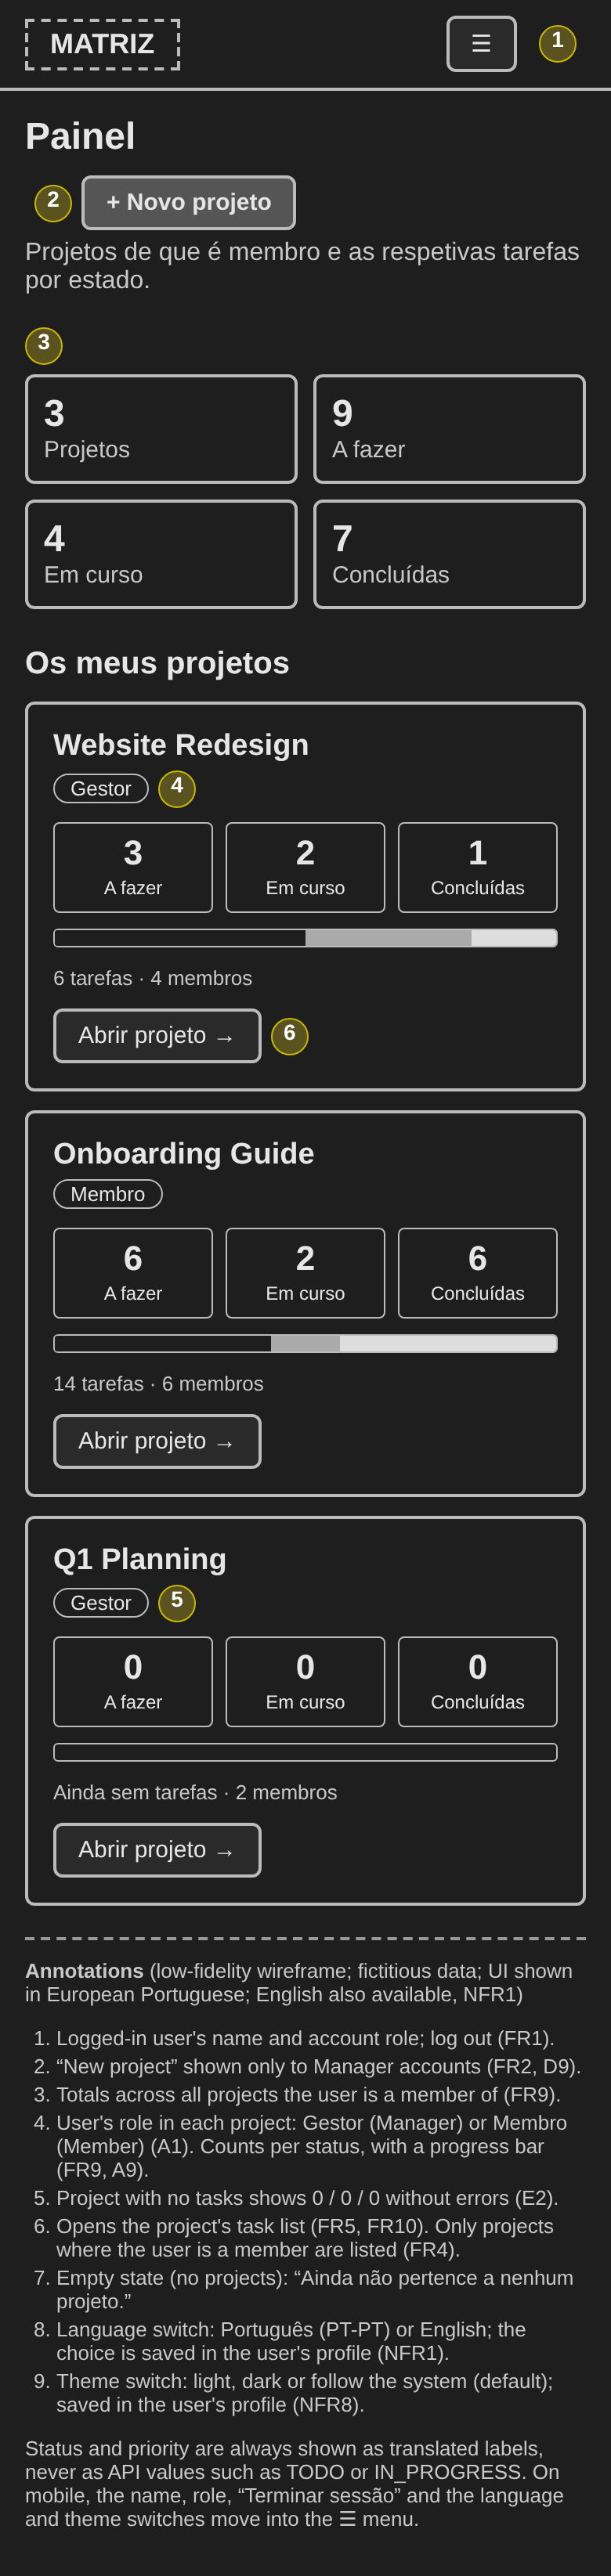 MATRIZ
☰
1
Painel
2
+ Novo projeto
Projetos de que é membro e as respetivas tarefas
por estado.
3
3
Projetos
9
A fazer
4
Em curso
7
Concluídas
Os meus projetos
Website Redesign
Gestor
4
3
A fazer
2
Em curso
1
Concluídas
6 tarefas · 4 membros
Abrir projeto →
6
Onboarding Guide
Membro
6
A fazer
2
Em curso
6
Concluídas
14 tarefas · 6 membros
Abrir projeto →
Q1 Planning
Gestor
5
0
A fazer
0
Em curso
0
Concluídas
Ainda sem tarefas · 2 membros
Abrir projeto →
Annotations (low-fidelity wireframe; fictitious data; UI shown
in European Portuguese; English also available, NFR1)
1. Logged-in user's name and account role; log out (FR1).
2. “New project” shown only to Manager accounts (FR2, D9).
3. Totals across all projects the user is a member of (FR9).
4. User's role in each project: Gestor (Manager) or Membro
(Member) (A1). Counts per status, with a progress bar
(FR9, A9).
5. Project with no tasks shows 0 / 0 / 0 without errors (E2).
6. Opens the project's task list (FR5, FR10). Only projects
where the user is a member are listed (FR4).
7. Empty state (no projects): “Ainda não pertence a nenhum
projeto.”
8. Language switch: Português (PT-PT) or English; the
choice is saved in the user's profile (NFR1).
9. Theme switch: light, dark or follow the system (default);
saved in the user's profile (NFR8).
Status and priority are always shown as translated labels,
never as API values such as TODO or IN_PROGRESS. On
mobile, the name, role, “Terminar sessão” and the language
and theme switches move into the ☰ menu.